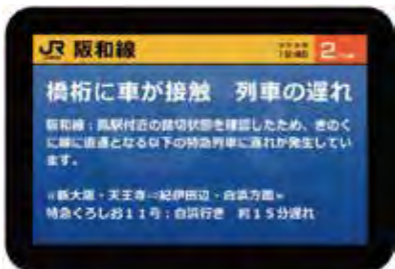 JR 阪和線 2
橋桁に車が接触 列車の遅れ
阪和線：鳳駅付近の踏切状態を確認したため、きのく
に線に直通となる以下の特急列車に遅れが発生してい
ます。
<新大阪・天王寺⇒紀伊田辺・白浜方面>
特急くろしお11号：白浜行き 約15分遅れ